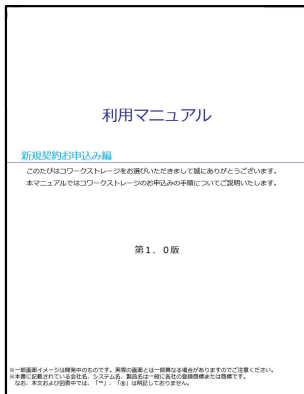 利用マニュアル
新規契約お申込み編
このたびはコワークストレージをお選びいただきまして誠にありがとうございます。
本マニュアルではコワークストレージのお申込みの手順についてご説明いたします。
第１．０版
※一部画面イメージは開発中のものです。実際の画面とは一部異なる場合がありますのでご注意ください。
※本書に記載されている会社名、システム名、製品名は一般に各社の登録商標または商標です。
なお、本文および図表中では、「™」、「®」は明記しておりません。